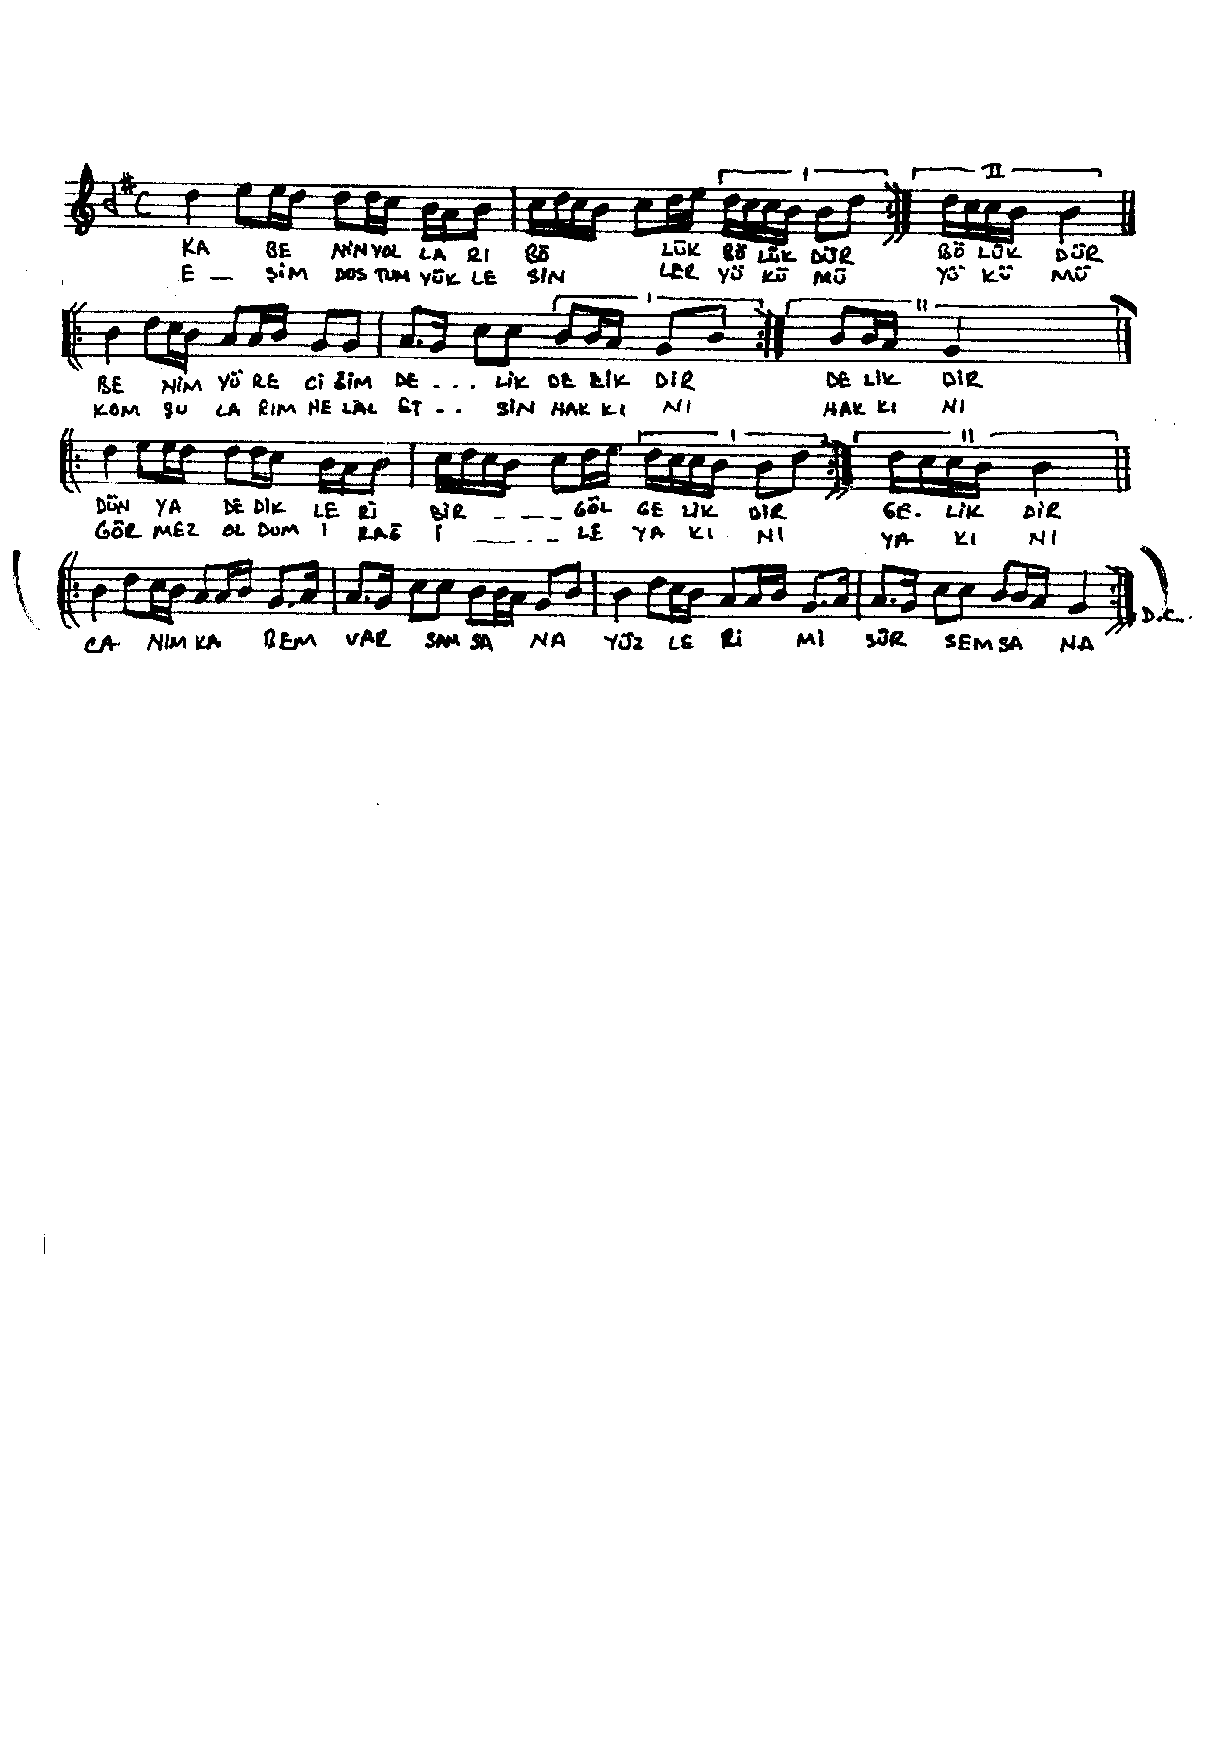 I II
KA BE NİN YOL LA RI BÖ LÜK BÖ LÜK DÜR BÖ LÜK DÜR
E _ ŞİM DOS TUM YÜK LE SİN LER YÜ KÜ MÜ YÜ KÜ MÜ
I II
BE NİM YÜ RE Cİ ĞİM DE . . . LİK DE LİK DİR DE LİK DİR
KOM ŞU LA RIM HE LAL ET . . SİN HAK KI NI HAK KI NI
I II
DÜN YA DE DİK LE Rİ BİR _ _ _ GÖL GE LİK DİR GE . LİK DİR
GÖR MEZ OL DUM I RAĞ I _ . _ . LE YA KI NI YA KI NI
D.C.
CA NIM KA BEM VAR SAM SA NA YÜZ LE Rİ Mİ SÜR SEM SA NA